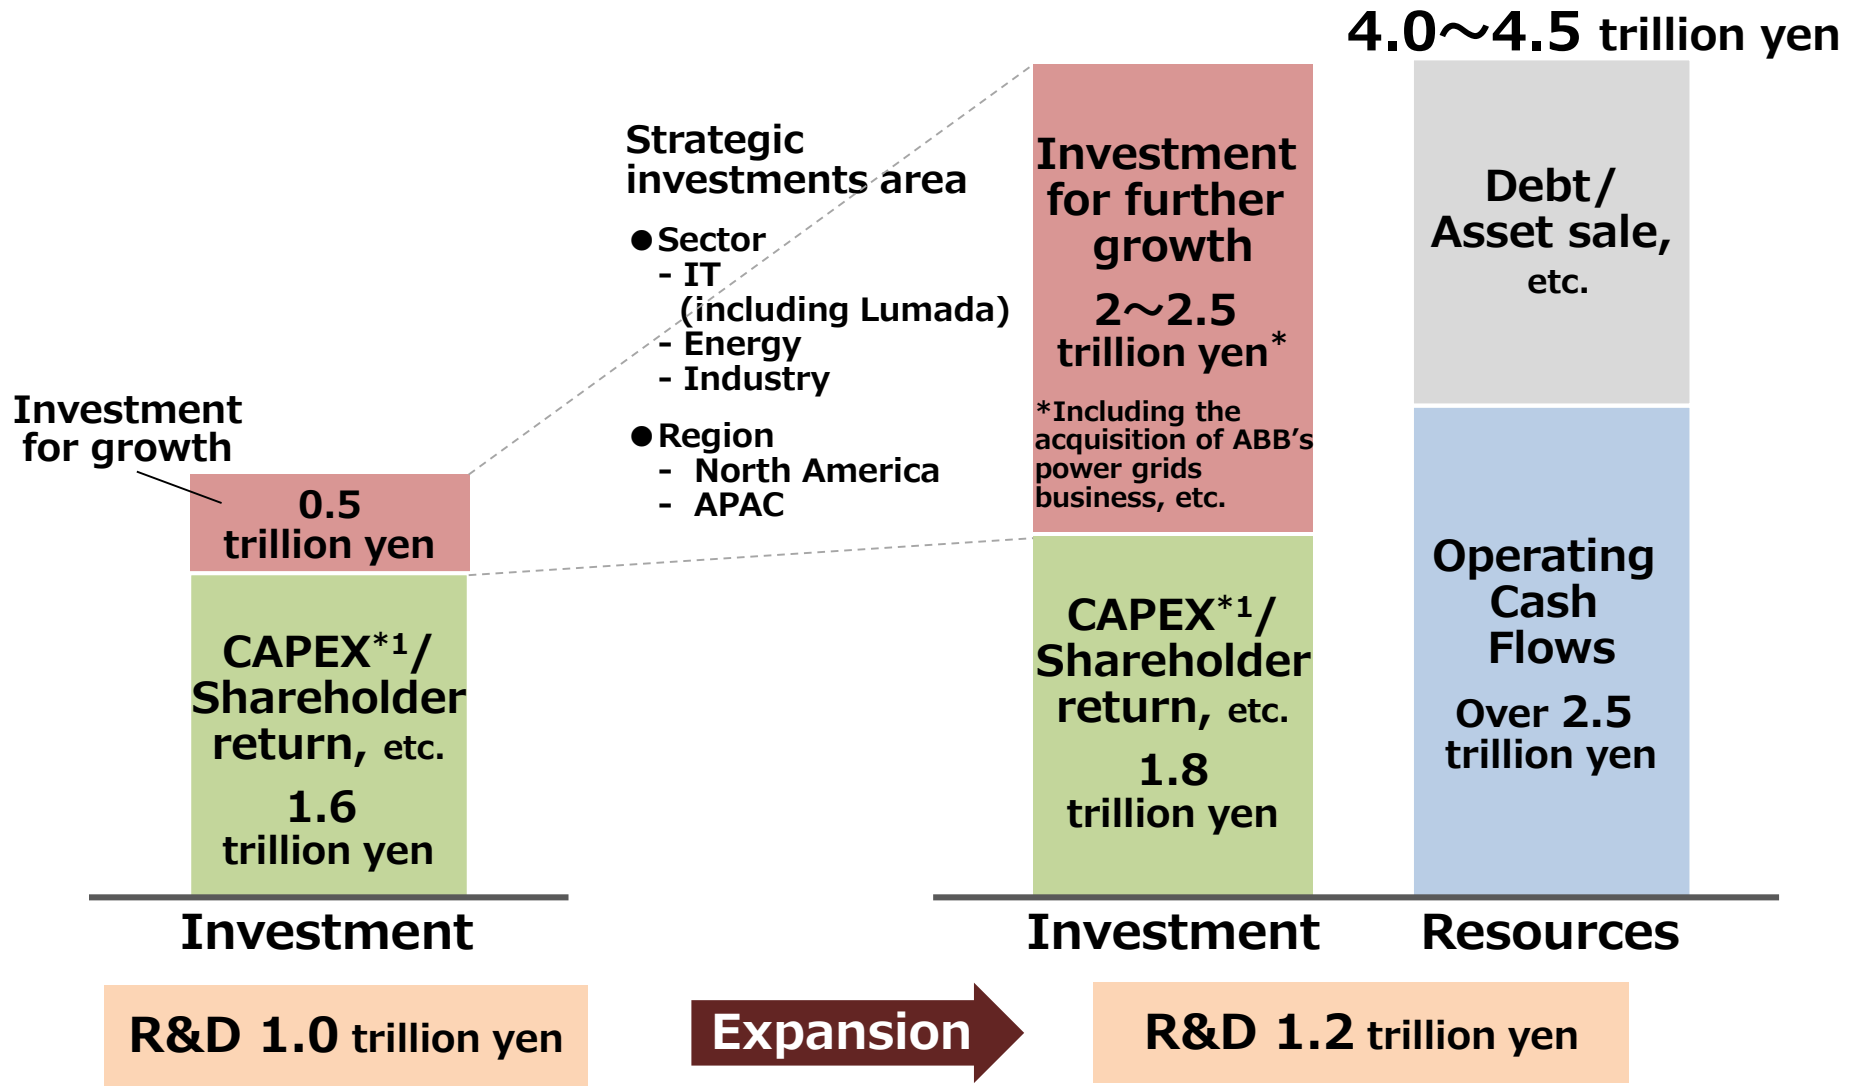 4.0～4.5 trillion yen
Strategic
investments area
●Sector
- IT
(including Lumada)
- Energy
- Industry
●Region
- North America
- APAC
Investment
for growth
0.5
trillion yen
CAPEX*1/
Shareholder
return, etc.
1.6
trillion yen
Investment
Investment
for further
growth
2～2.5
trillion yen*
*Including the
acquisition of ABB's
power grids
business, etc.
CAPEX*1/
Shareholder
return, etc.
1.8
trillion yen
Investment
Debt/
Asset sale,
etc.
Operating
Cash
Flows
Over 2.5
trillion yen
Resources
R&D 1.0 trillion yen
Expansion
R&D 1.2 trillion yen